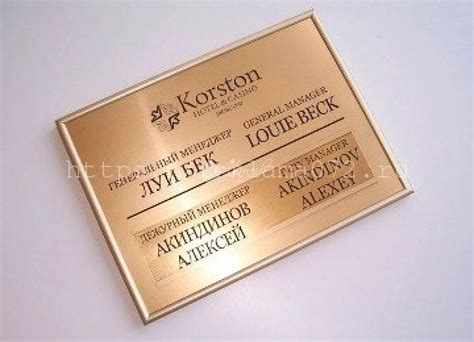 Korston
HOTEL & CASINO
MOSCOW
ГЕНЕРАЛЬНЫЙ МЕНЕДЖЕР
ЛУИ БЕК
GENERAL MANAGER
LOUIE BECK
ДЕЖУРНЫЙ МЕНЕДЖЕР
АКИНДИНОВ
АЛЕКСЕЙ
MANAGER
AKINDINOV
ALEXEY